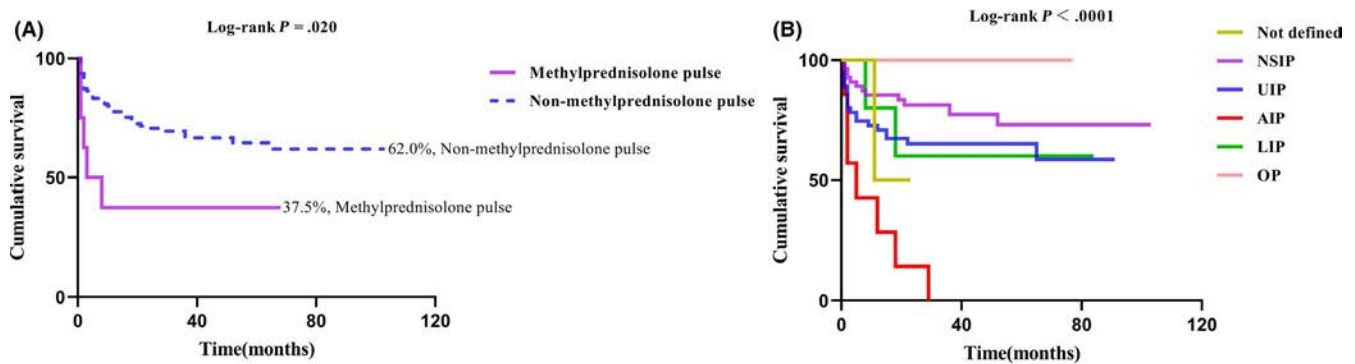 (A)
Log-rank P = .020
Cumulative survival
100
50
0
0 40 80 120
Time(months)
Methylprednisolone pulse
Non-methylprednisolone pulse
62.0%, Non-methylprednisolone pulse
37.5%, Methylprednisolone pulse
(B)
Log-rank P < .0001
Cumulative survival
100
50
0
0 40 80 120
Time(months)
Not defined
NSIP
UIP
AIP
LIP
OP